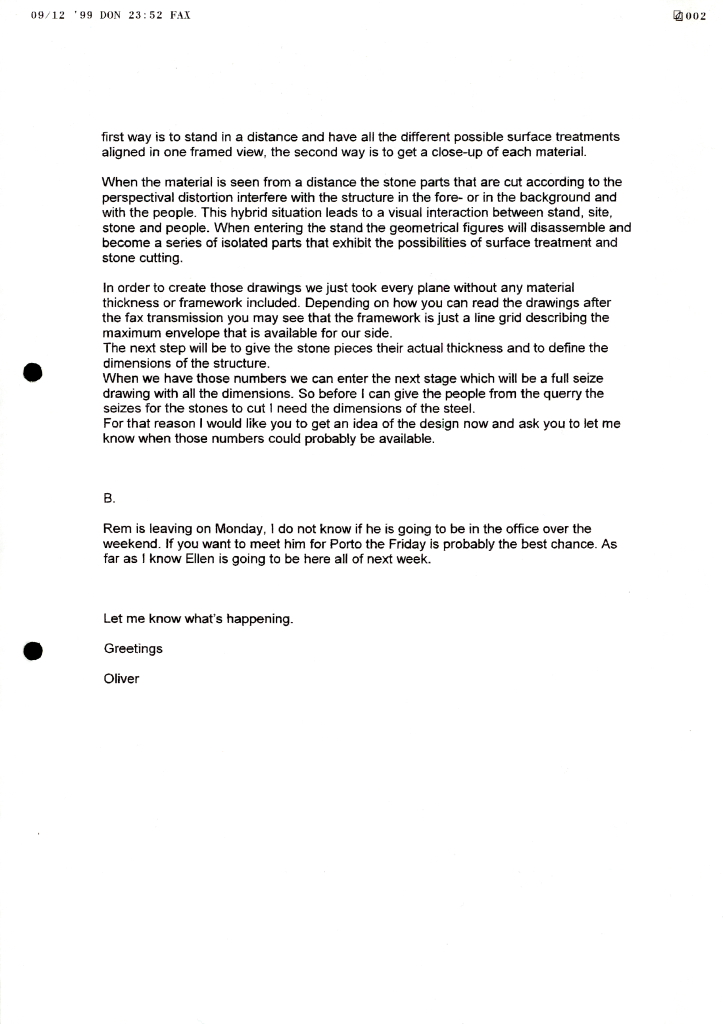 09/12 '99 DON 23:52 FAX 002
first way is to stand in a distance and have all the different possible surface treatments
aligned in one framed view, the second way is to get a close-up of each material.
When the material is seen from a distance the stone parts that are cut according to the
perspectival distortion interfere with the structure in the fore- or in the background and
with the people. This hybrid situation leads to a visual interaction between stand, site,
stone and people. When entering the stand the geometrical figures will disassemble and
become a series of isolated parts that exhibit the possibilities of surface treatment and
stone cutting.
In order to create those drawings we just took every plane without any material
thickness or framework included. Depending on how you can read the drawings after
the fax transmission you may see that the framework is just a line grid describing the
maximum envelope that is available for our side.
The next step will be to give the stone pieces their actual thickness and to define the
dimensions of the structure.
When we have those numbers we can enter the next stage which will be a full seize
drawing with all the dimensions. So before I can give the people from the querry the
seizes for the stones to cut I need the dimensions of the steel.
For that reason I would like you to get an idea of the design now and ask you to let me
know when those numbers could probably be available.
B.
Rem is leaving on Monday, I do not know if he is going to be in the office over the
weekend. If you want to meet him for Porto the Friday is probably the best chance. As
far as I know Ellen is going to be here all of next week.
Let me know what's happening.
Greetings
Oliver